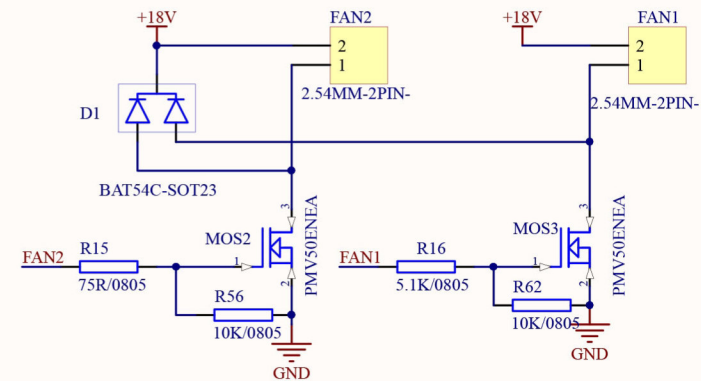 +18V
FAN2
2
1
2.54MM-2PIN-
+18V
FAN1
2
1
2.54MM-2PIN-
D1
BAT54C-SOT23
MOS2
3
1
2
PMV50ENEA
FAN2
R15
75R/0805
R56
10K/0805
GND
MOS3
3
1
2
PMV50ENEA
FAN1
R16
5.1K/0805
R62
10K/0805
GND